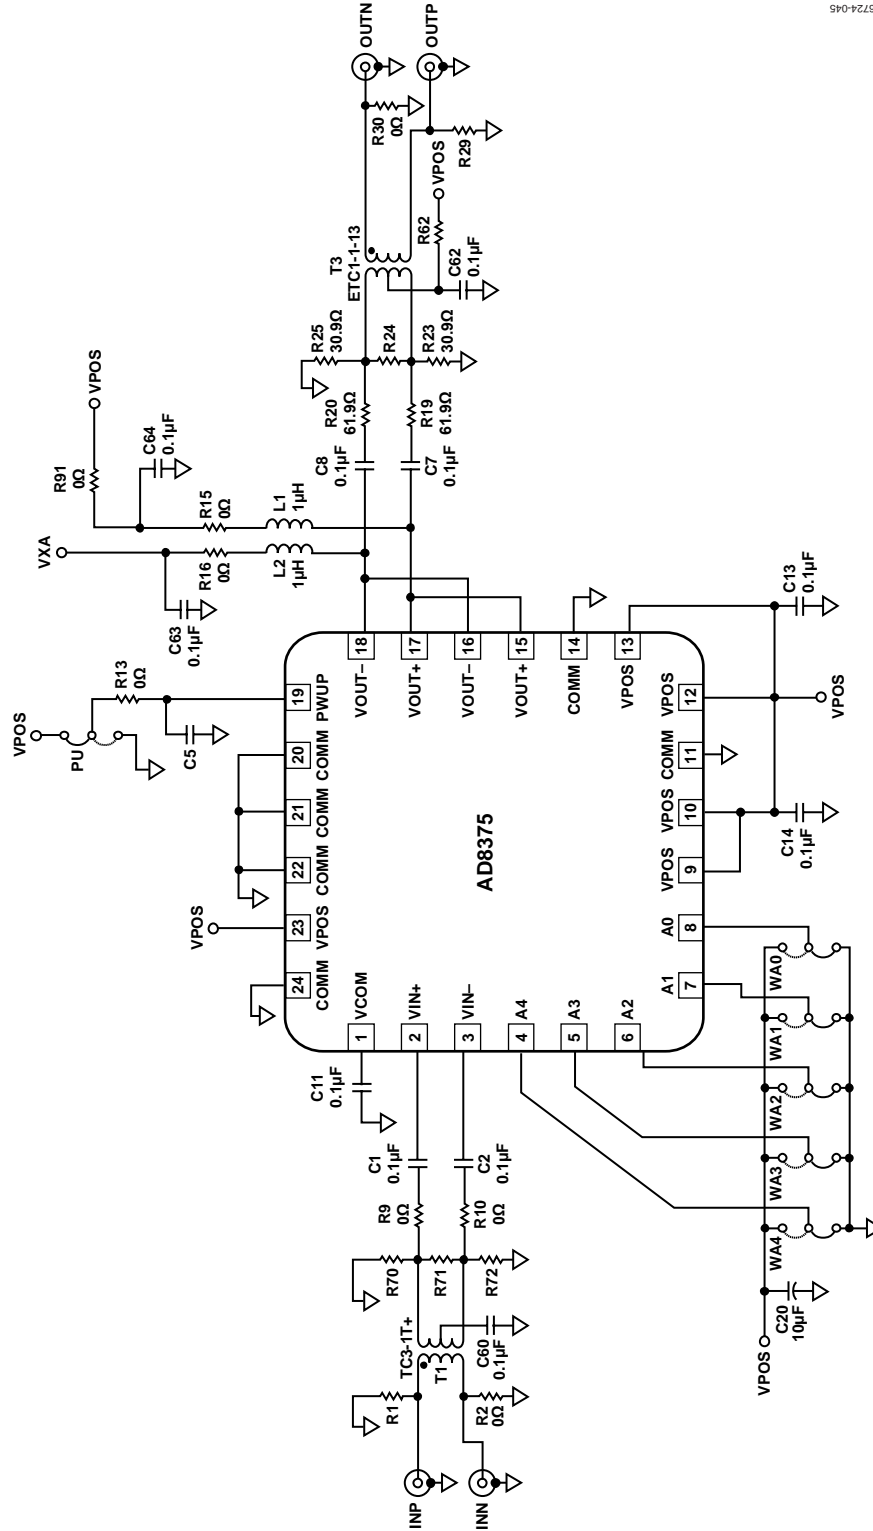 INP
INN
R1
R2
0Ω
TC3-1T+
T1
C60
0.1µF
R70
R71
R72
R9
0Ω
R10
0Ω
C1
0.1µF
C2
0.1µF
C11
0.1µF
VPOS
C20
10µF
WA4
WA3
WA2
WA1
WA0
AD8375
1
VCOM
2
VIN+
3
VIN–
4
A4
5
A3
6
A2
7
A1
8
A0
9
VPOS
10
VPOS
11
COMM
12
VPOS
13
VPOS
14
COMM
15
VOUT+
16
VOUT–
17
VOUT+
18
VOUT–
19
PWUP
20
COMM
21
COMM
22
COMM
23
VPOS
24
COMM
VPOS
VPOS
PU
R13
0Ω
C5
C14
0.1µF
VPOS
C13
0.1µF
VXA
C63
0.1µF
R16
0Ω
L2
1µH
R15
0Ω
L1
1µH
R91
0Ω
VPOS
C64
0.1µF
C8
0.1µF
C7
0.1µF
R20
61.9Ω
R19
61.9Ω
R25
30.9Ω
R24
R23
30.9Ω
T3
ETC1-1-13
C62
0.1µF
R62
VPOS
R30
0Ω
R29
OUTN
OUTP